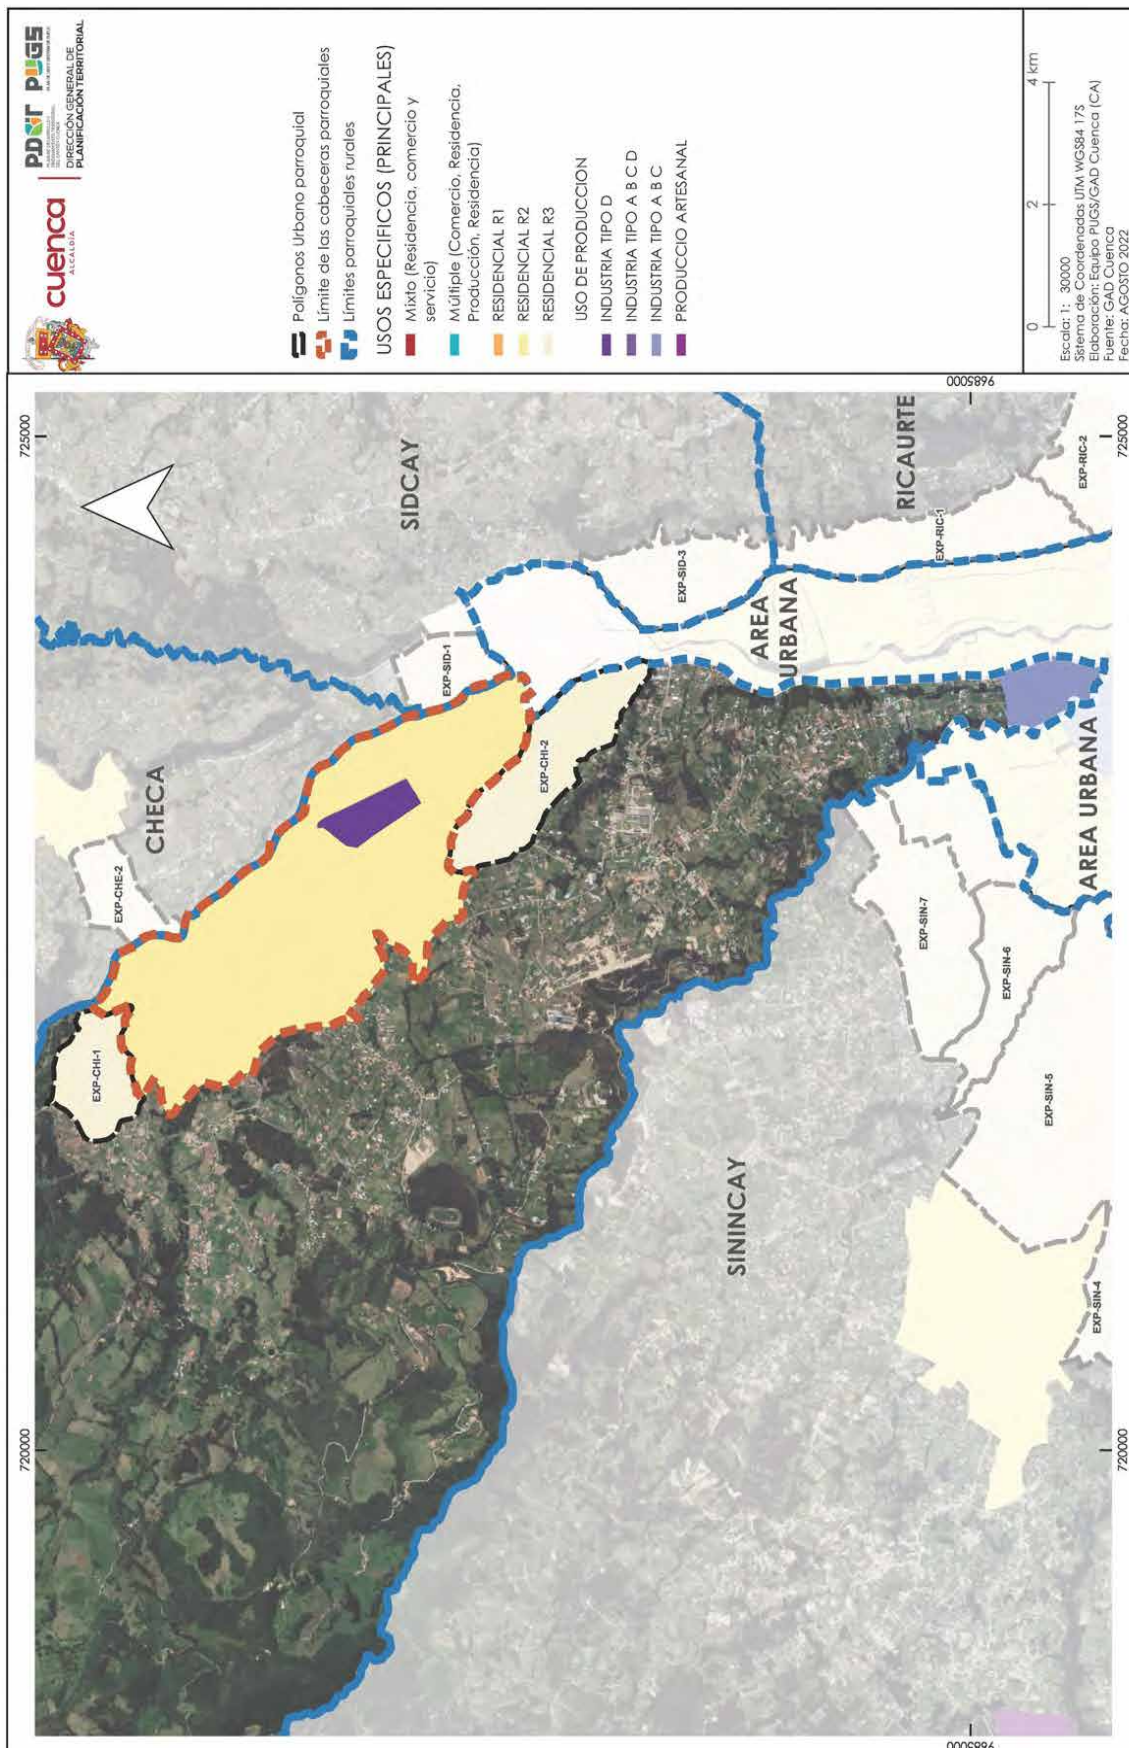 cuenca
ALCALDÍA
PDOT PUGS
DIRECCIÓN GENERAL DE
PLANIFICACIÓN TERRITORIAL
Polígonos Urbano parroquial
Límite de las cabeceras parroquiales
Límites parroquiales rurales
USOS ESPECIFICOS (PRINCIPALES)
Mixto (Residencia, comercio y
servicio)
Múltiple (Comercio, Residencia,
Producción, Residencia)
RESIDENCIAL R1
RESIDENCIAL R2
RESIDENCIAL R3
USO DE PRODUCCION
INDUSTRIA TIPO D
INDUSTRIA TIPO A B C D
INDUSTRIA TIPO A B C
PRODUCCIO ARTESANAL
0 2 4 km
Escala: 1: 30000
Sistema de Coordenadas UTM WGS84 17S
Elaboración: Equipo PUGS/GAD Cuenca (CA)
Fuente: GAD Cuenca
Fecha: AGOSTO 2022
720000
725000
CHECA
SIDCAY
EXP-CHE-2
EXP-CHI-1
EXP-SID-1
EXP-CHI-2
EXP-SID-3
AREA
URBANA
RICAURTE
EXP-RIC-1
EXP-RIC-2
SININCAY
EXP-SIN-7
EXP-SIN-6
EXP-SIN-5
EXP-SIN-4
AREA URBANA
9685000
9685000
720000
725000